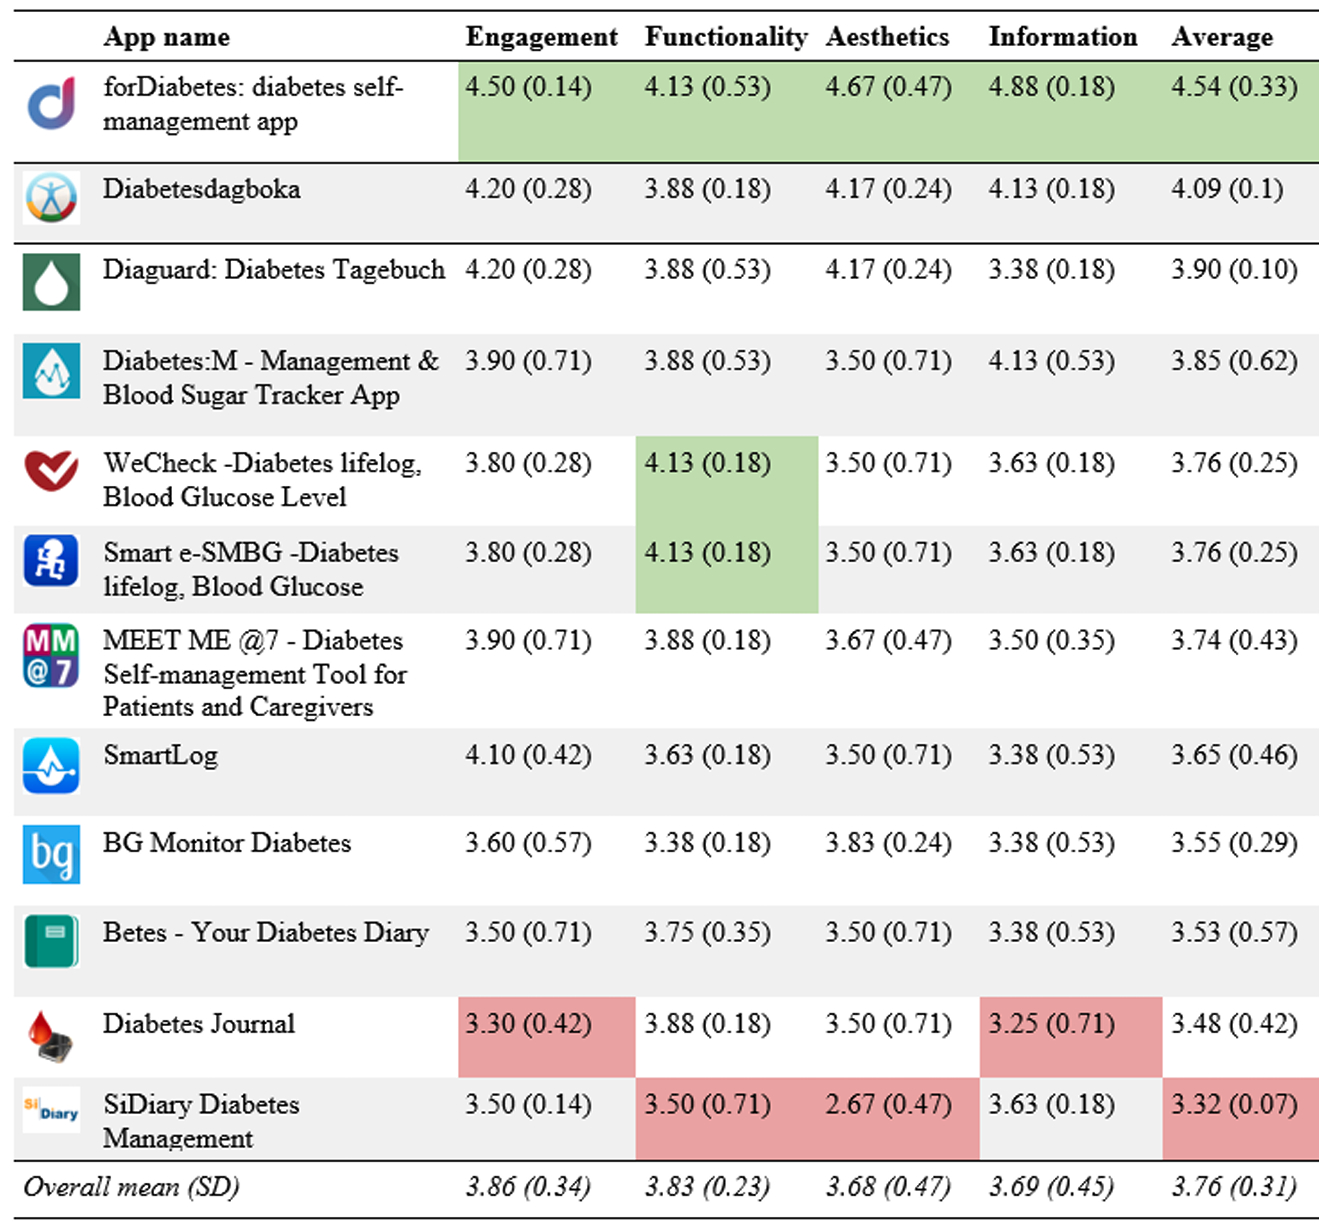 App name Engagement Functionality Aesthetics Information Average
forDiabetes: diabetes self- 4.50 (0.14) 4.13 (0.53) 4.67 (0.47) 4.88 (0.18) 4.54 (0.33)
management app
Diabetesdagboka 4.20 (0.28) 3.88 (0.18) 4.17 (0.24) 4.13 (0.18) 4.09 (0.1)
Diaguard: Diabetes Tagebuch 4.20 (0.28) 3.88 (0.53) 4.17 (0.24) 3.38 (0.18) 3.90 (0.10)
Diabetes:M - Management & 3.90 (0.71) 3.88 (0.53) 3.50 (0.71) 4.13 (0.53) 3.85 (0.62)
Blood Sugar Tracker App
WeCheck -Diabetes lifelog, 3.80 (0.28) 4.13 (0.18) 3.50 (0.71) 3.63 (0.18) 3.76 (0.25)
Blood Glucose Level
Smart e-SMBG -Diabetes 3.80 (0.28) 4.13 (0.18) 3.50 (0.71) 3.63 (0.18) 3.76 (0.25)
lifelog, Blood Glucose
MM MEET ME @7 - Diabetes 3.90 (0.71) 3.88 (0.18) 3.67 (0.47) 3.50 (0.35) 3.74 (0.43)
@7 Self-management Tool for
Patients and Caregivers
SmartLog 4.10 (0.42) 3.63 (0.18) 3.50 (0.71) 3.38 (0.53) 3.65 (0.46)
bg BG Monitor Diabetes 3.60 (0.57) 3.38 (0.18) 3.83 (0.24) 3.38 (0.53) 3.55 (0.29)
Betes - Your Diabetes Diary 3.50 (0.71) 3.75 (0.35) 3.50 (0.71) 3.38 (0.53) 3.53 (0.57)
Diabetes Journal 3.30 (0.42) 3.88 (0.18) 3.50 (0.71) 3.25 (0.71) 3.48 (0.42)
Si Diary SiDiary Diabetes 3.50 (0.14) 3.50 (0.71) 2.67 (0.47) 3.63 (0.18) 3.32 (0.07)
Management
Overall mean (SD) 3.86 (0.34) 3.83 (0.23) 3.68 (0.47) 3.69 (0.45) 3.76 (0.31)